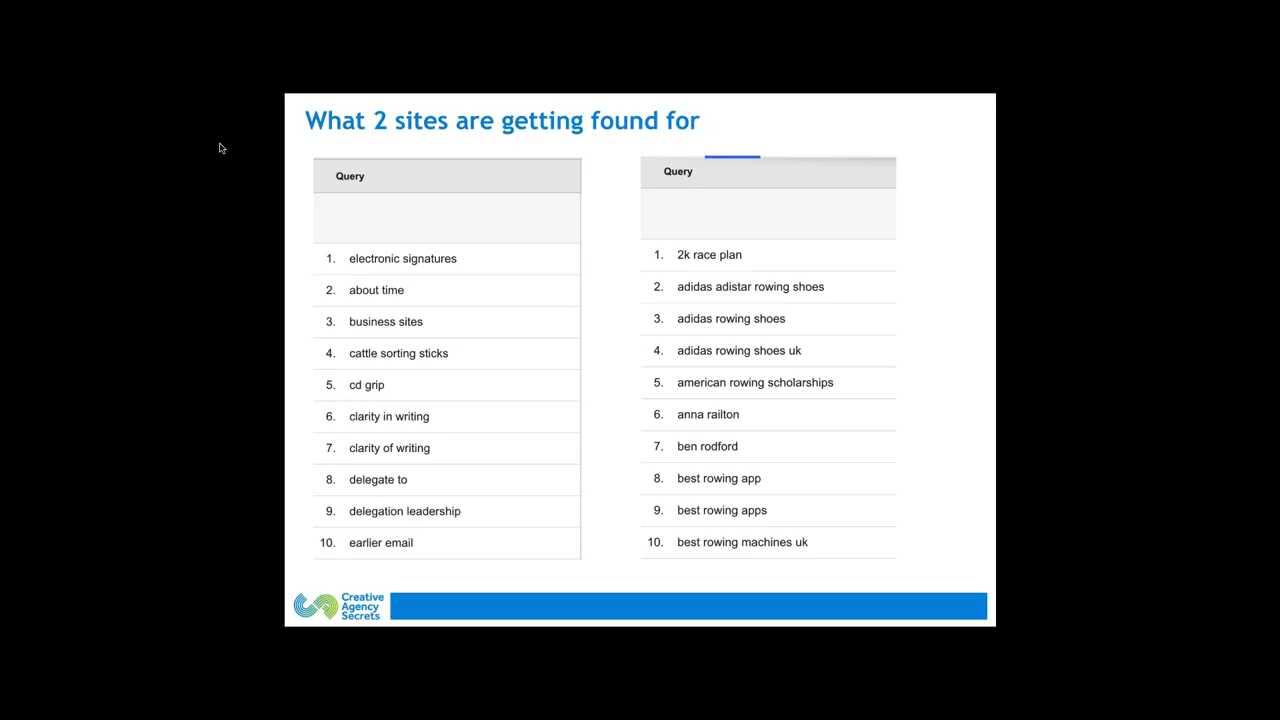 What 2 sites are getting found for
Query
1. electronic signatures
2. about time
3. business sites
4. cattle sorting sticks
5. cd grip
6. clarity in writing
7. clarity of writing
8. delegate to
9. delegation leadership
10. earlier email
Query
1. 2k race plan
2. adidas adistar rowing shoes
3. adidas rowing shoes
4. adidas rowing shoes uk
5. american rowing scholarships
6. anna railton
7. ben rodford
8. best rowing app
9. best rowing apps
10. best rowing machines uk
Creative
Agency
Secrets